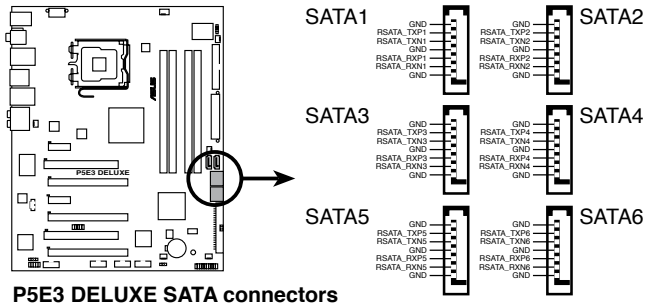 SATA1
GND
RSATA_TXP1
RSATA_TXN1
GND
RSATA_RXP1
RSATA_RXN1
GND
SATA2
GND
RSATA_TXP2
RSATA_TXN2
GND
RSATA_RXP2
RSATA_RXN2
GND
SATA3
GND
RSATA_TXP3
RSATA_TXN3
GND
RSATA_RXP3
RSATA_RXN3
GND
SATA4
GND
RSATA_TXP4
RSATA_TXN4
GND
RSATA_RXP4
RSATA_RXN4
GND
SATA5
GND
RSATA_TXP5
RSATA_TXN5
GND
RSATA_RXP5
RSATA_RXN5
GND
SATA6
GND
RSATA_TXP6
RSATA_TXN6
GND
RSATA_RXP6
RSATA_RXN6
GND
ASUS
P5E3 DELUXE
P5E3 DELUXE SATA connectors